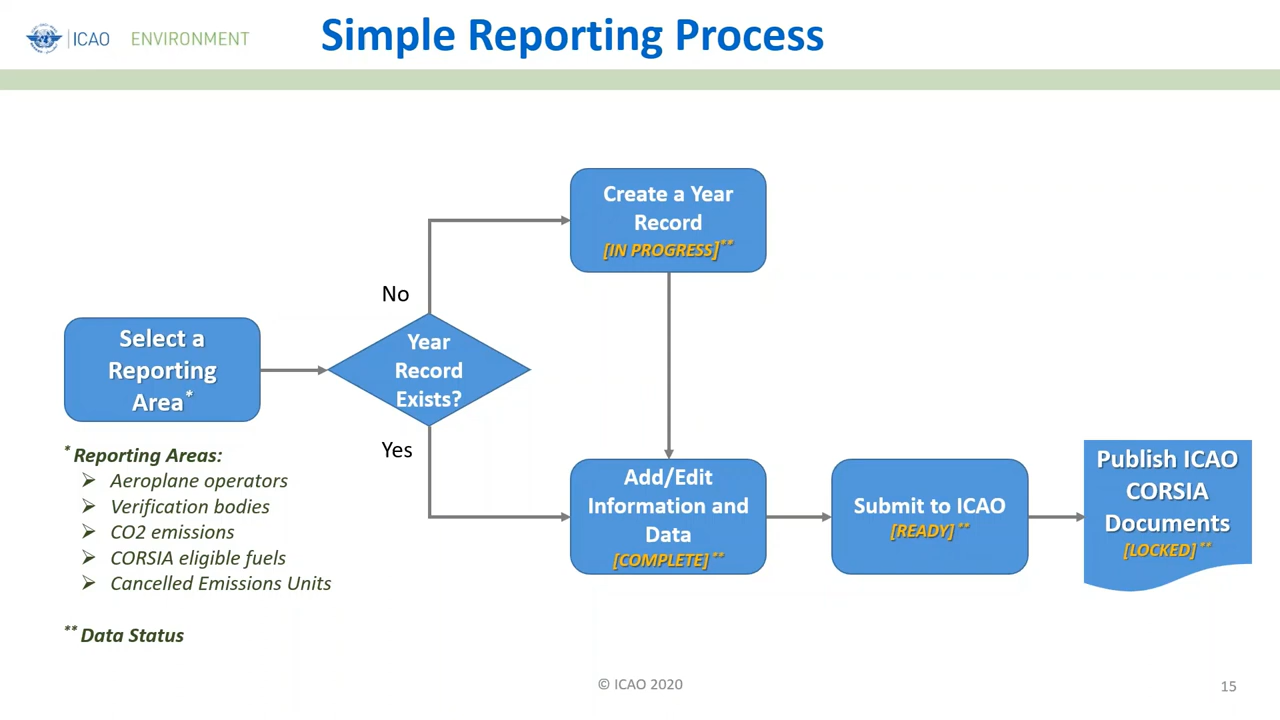 ICAO ENVIRONMENT
Simple Reporting Process
Create a Year
Record
[IN PROGRESS]**
No
Select a
Reporting
Area*
Year
Record
Exists?
Yes
Add/Edit
Information and
Data
[COMPLETE]**
Submit to ICAO
[READY]**
Publish ICAO
CORSIA
Documents
[LOCKED]**
* Reporting Areas:
Aeroplane operators
Verification bodies
CO2 emissions
CORSIA eligible fuels
Cancelled Emissions Units
** Data Status
© ICAO 2020
15